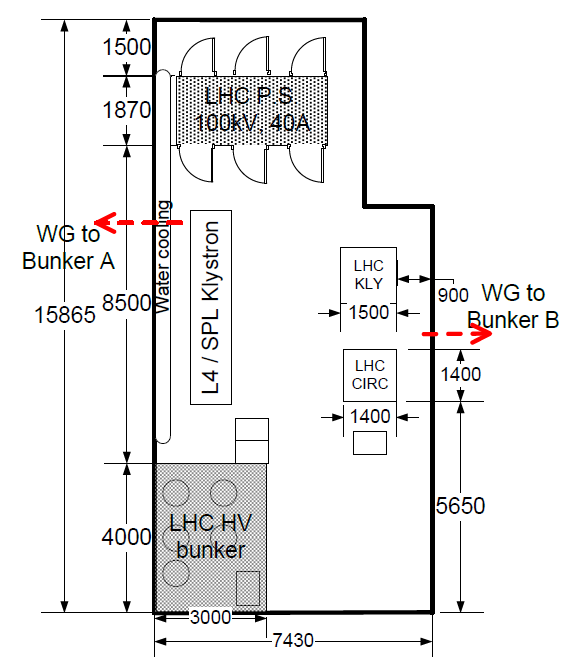 1500
LHC P.S
100kV, 40A
1870
Water cooling
WG to
Bunker A
L4 / SPL Klystron
LHC
KLY
900
WG to
Bunker B
8500
15865
1500
LHC
CIRC
1400
1400
5650
LHC HV
bunker
4000
3000
7430